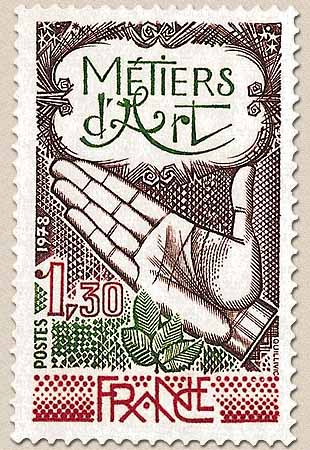 MÉTIERS
d'Art
1978
1,30
POSTES
FRANCE